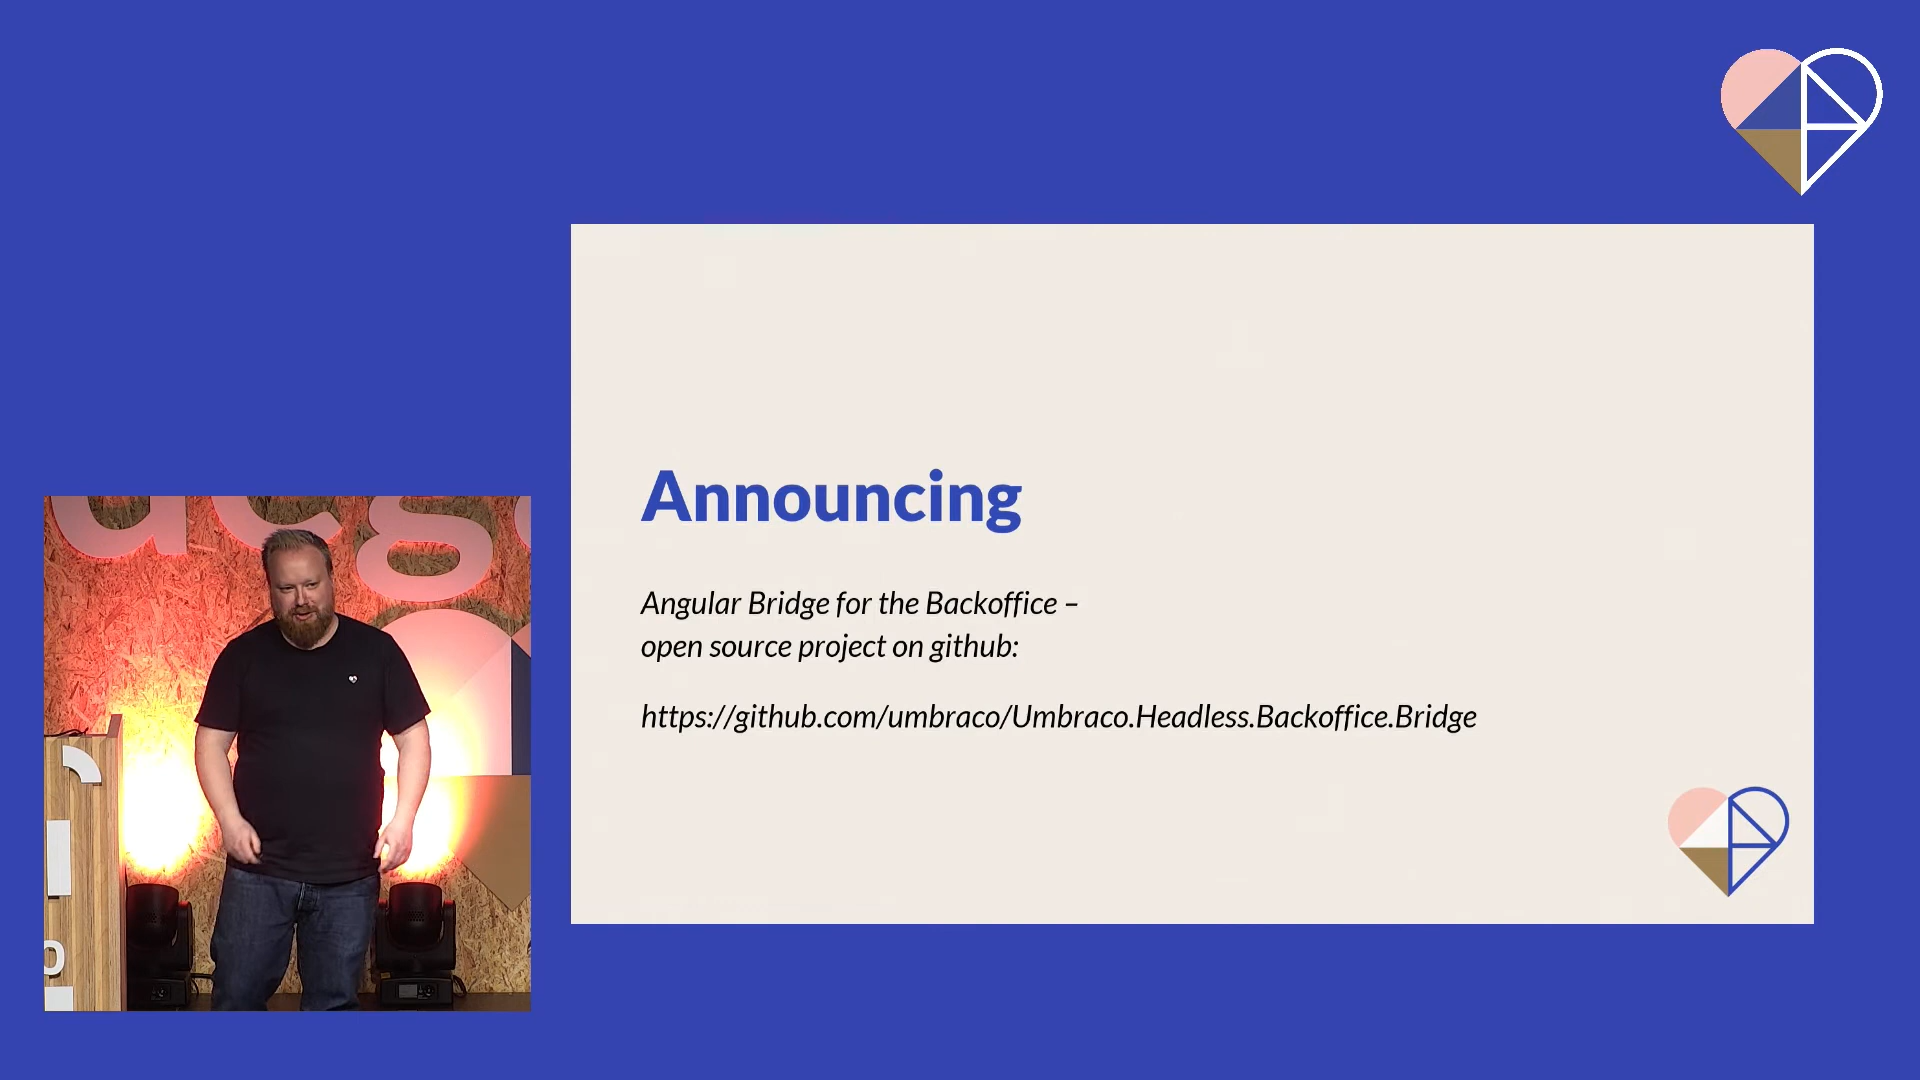 Announcing
Angular Bridge for the Backoffice –
open source project on github:
https://github.com/umbraco/Umbraco.Headless.Backoffice.Bridge